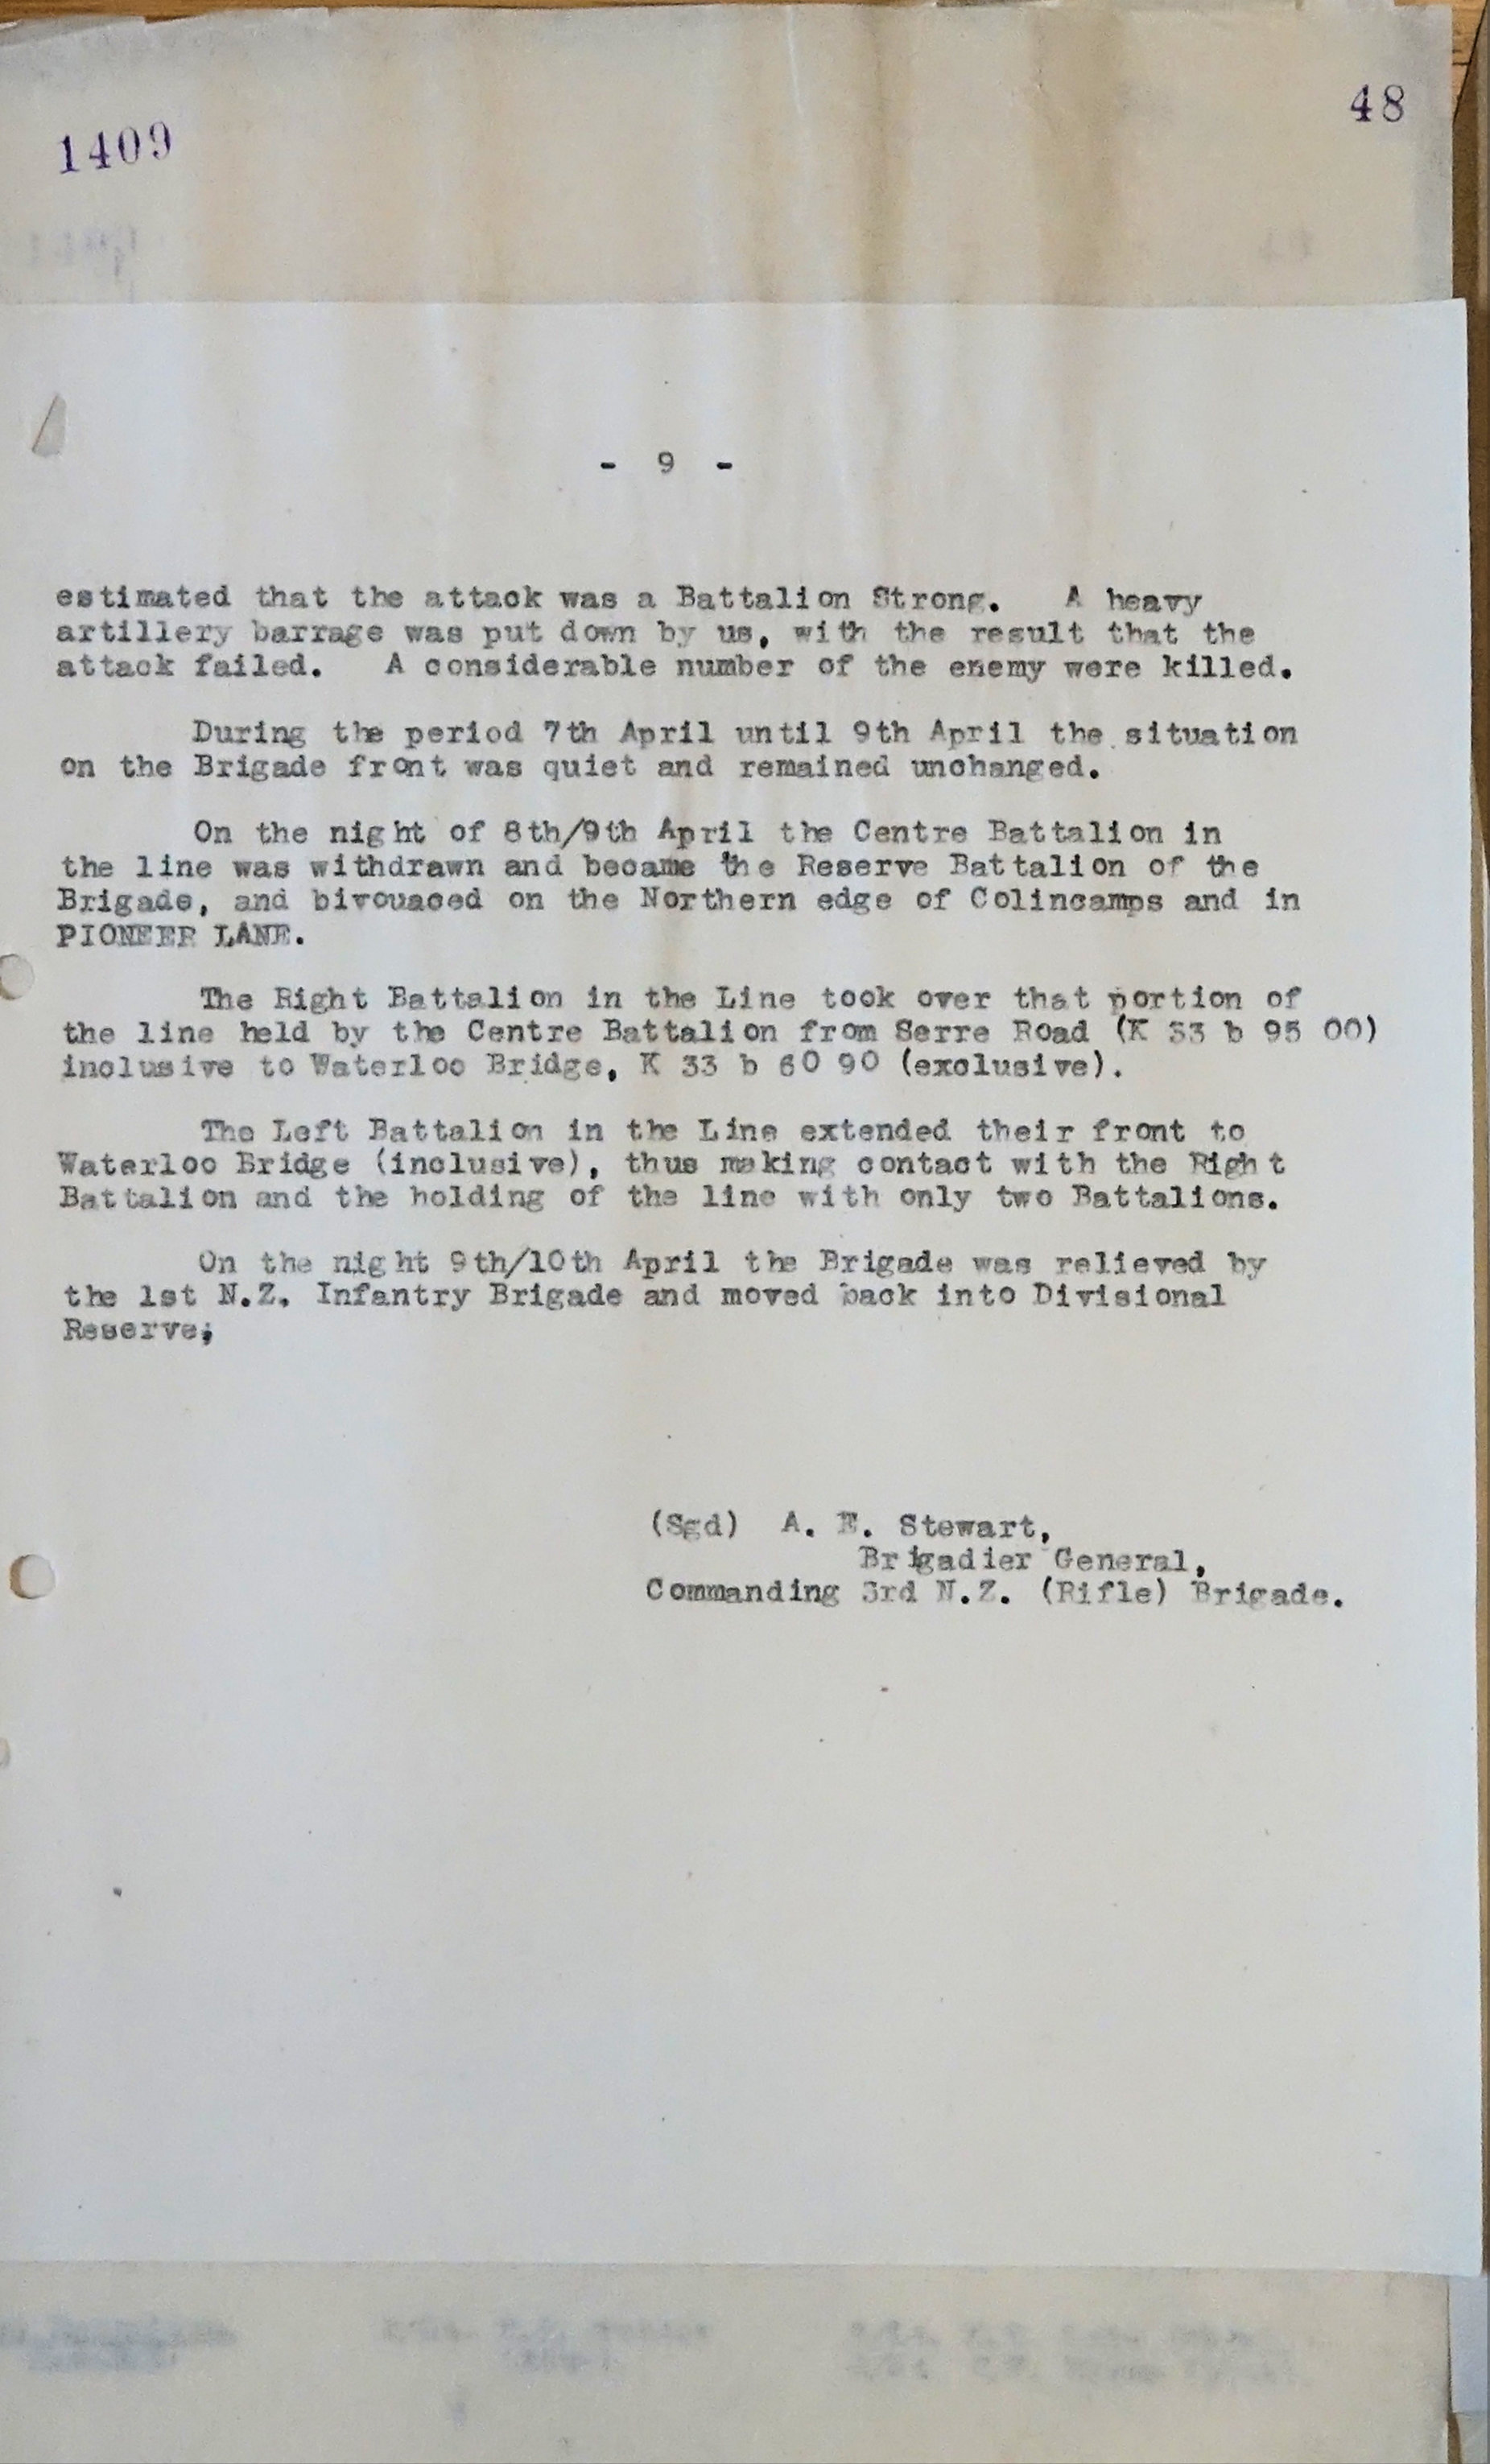 1409
48
- 9 -
estimated that the attack was a Battalion Strong. A heavy
artillery barrage was put down by us, with the result that the
attack failed. A considerable number of the enemy were killed.
During the period 7th April until 9th April the situation
on the Brigade front was quiet and remained unchanged.
On the night of 8th/9th April the Centre Battalion in
the line was withdrawn and became the Reserve Battalion of the
Brigade, and bivouaced on the Northern edge of Colincamps and in
PIONEER LANE.
The Right Battalion in the Line took over that portion of
the line held by the Centre Battalion from Serre Road (K 33 b 95 00)
inclusive to Waterloo Bridge, K 33 b 60 90 (exclusive).
The Left Battalion in the Line extended their front to
Waterloo Bridge (inclusive), thus making contact with the Right
Battalion and the holding of the line with only two Battalions.
On the night 9th/10th April the Brigade was relieved by
the 1st N.Z. Infantry Brigade and moved back into Divisional
Reserve;
(Sgd) A. E. Stewart,
Brigadier General,
Commanding 3rd N.Z. (Rifle) Brigade.